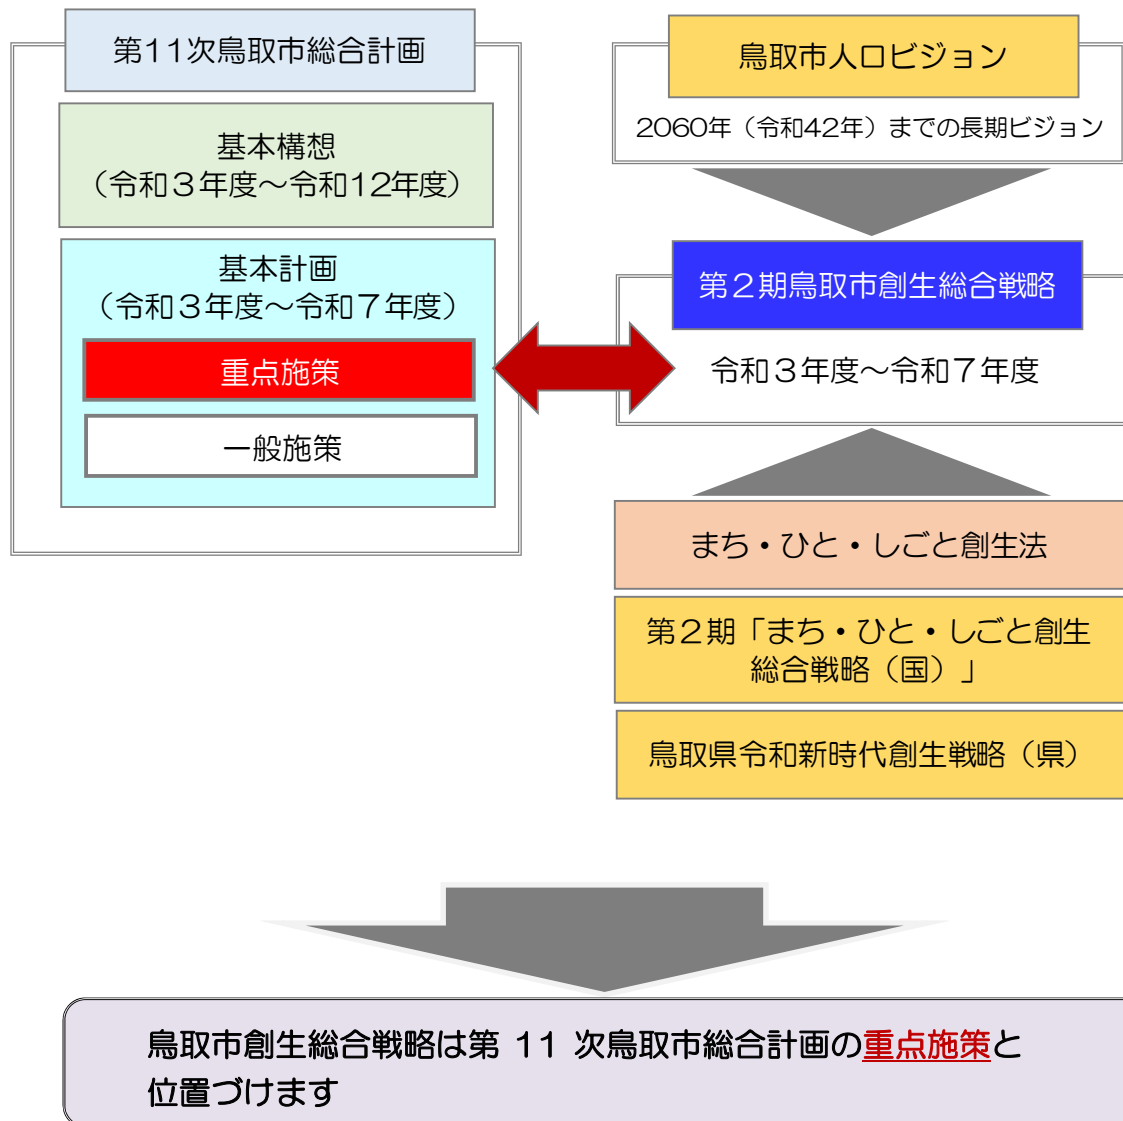 第11次鳥取市総合計画
基本構想
（令和３年度～令和12年度）
基本計画
（令和３年度～令和７年度）
重点施策
一般施策
鳥取市人口ビジョン
2060年（令和42年）までの長期ビジョン
第２期鳥取市創生総合戦略
令和３年度～令和７年度
まち・ひと・しごと創生法
第２期「まち・ひと・しごと創生
総合戦略（国）」
鳥取県令和新時代創生戦略（県）
鳥取市創生総合戦略は第 11 次鳥取市総合計画の重点施策と
位置づけます